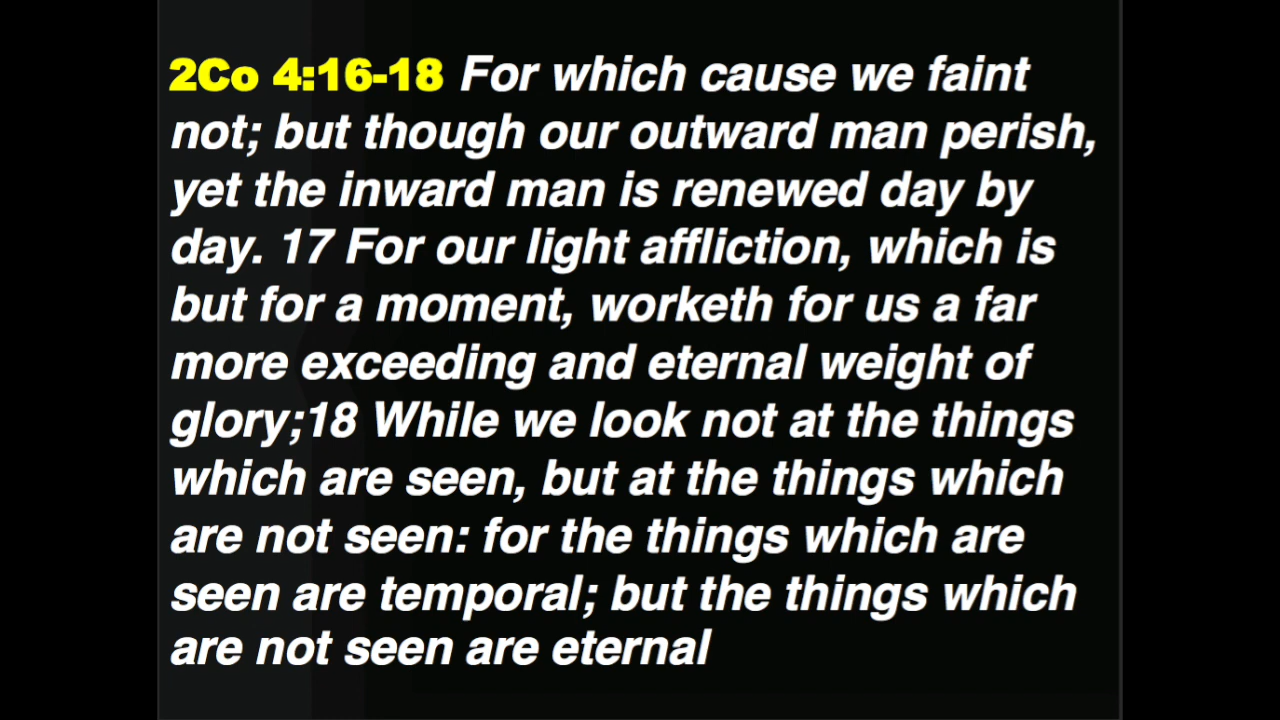 2Co 4:16-18 For which cause we faint
not; but though our outward man perish,
yet the inward man is renewed day by
day. 17 For our light affliction, which is
but for a moment, worketh for us a far
more exceeding and eternal weight of
glory;18 While we look not at the things
which are seen, but at the things which
are not seen: for the things which are
seen are temporal; but the things which
are not seen are eternal